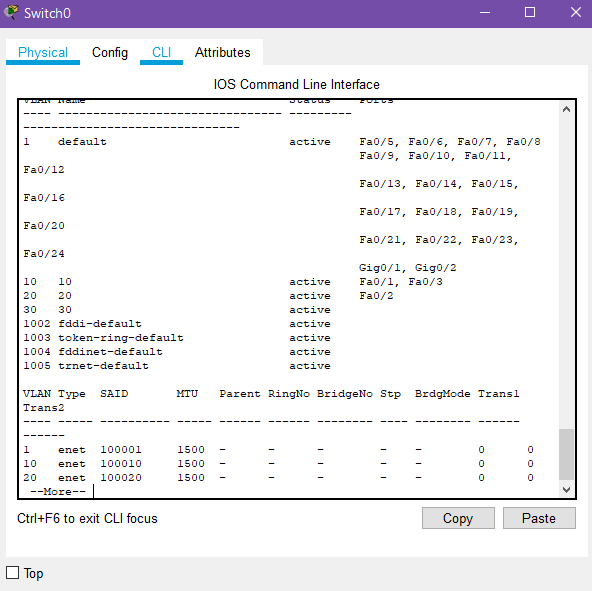 Switch0
Physical Config CLI Attributes
IOS Command Line Interface
VLAN Name                             Status    Ports
---- -------------------------------- --------- 
-------------------------------
1    default                          active    Fa0/5, Fa0/6, Fa0/7, Fa0/8
                                                Fa0/9, Fa0/10, Fa0/11,
Fa0/12
                                                Fa0/13, Fa0/14, Fa0/15,
Fa0/16
                                                Fa0/17, Fa0/18, Fa0/19,
Fa0/20
                                                Fa0/21, Fa0/22, Fa0/23,
Fa0/24
                                                Gig0/1, Gig0/2
10   10                               active    Fa0/1, Fa0/3
20   20                               active    Fa0/2
30   30                               active
1002 fddi-default                     active
1003 token-ring-default               active
1004 fddinet-default                  active
1005 trnet-default                    active
VLAN Type  SAID       MTU   Parent RingNo BridgeNo Stp  BrdgMode Trans1
Trans2
---- ----- ---------- ----- ------ ------ -------- ---- -------- ------
------
1    enet  100001     1500  -      -      -        -    -        0      0
10   enet  100010     1500  -      -      -        -    -        0      0
20   enet  100020     1500  -      -      -        -    -        0      0
 --More--
Ctrl+F6 to exit CLI focus
Copy Paste
Top